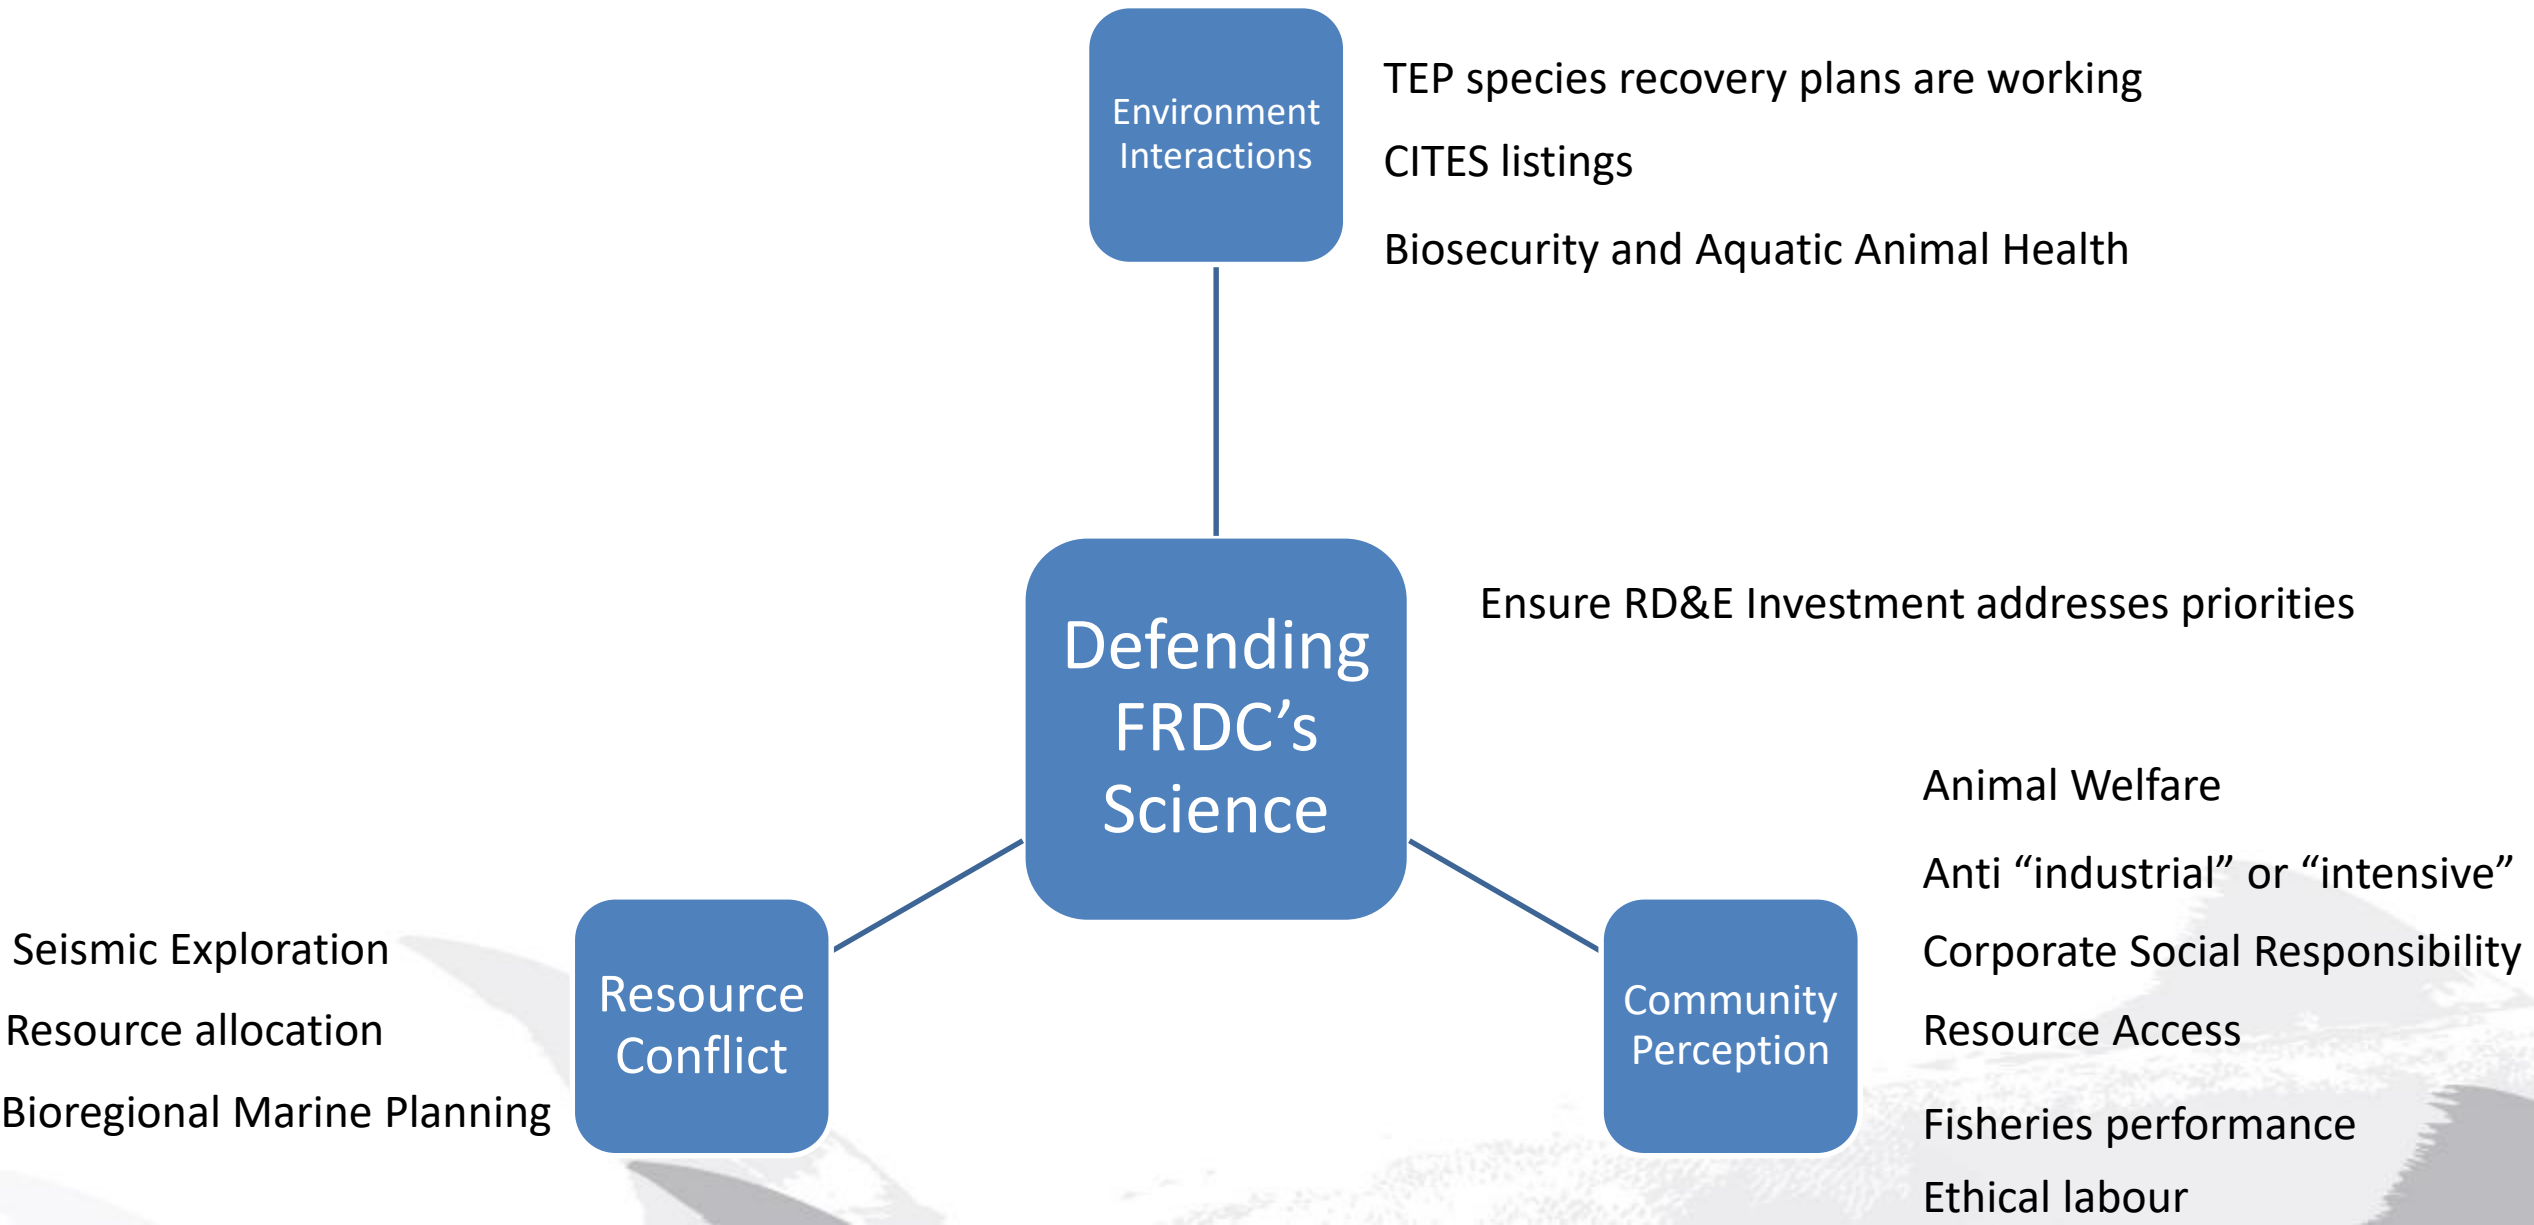 Environment
Interactions
TEP species recovery plans are working
CITES listings
Biosecurity and Aquatic Animal Health
Defending
FRDC’s
Science
Ensure RD&E Investment addresses priorities
Resource
Conflict
Seismic Exploration
Resource allocation
Bioregional Marine Planning
Community
Perception
Animal Welfare
Anti “industrial” or “intensive”
Corporate Social Responsibility
Resource Access
Fisheries performance
Ethical labour